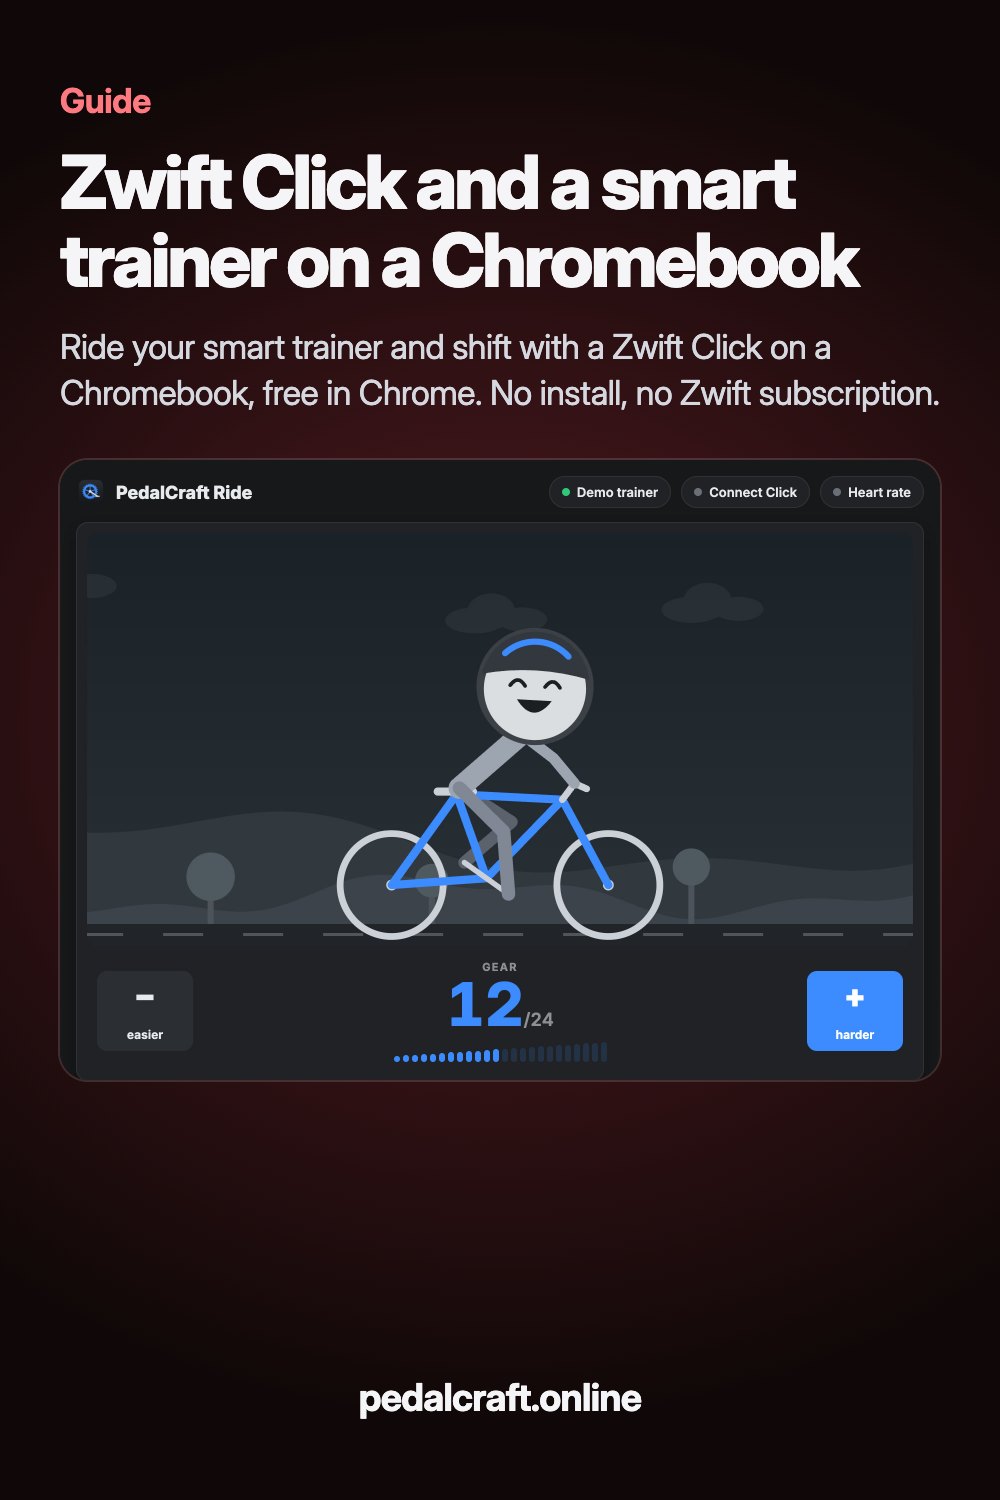 Guide
Zwift Click and a smart
trainer on a Chromebook
Ride your smart trainer and shift with a Zwift Click on a
Chromebook, free in Chrome. No install, no Zwift subscription.
PedalCraft Ride
Demo trainer
Connect Click
Heart rate
GEAR
12/24
−
easier
+
harder
pedalcraft.online